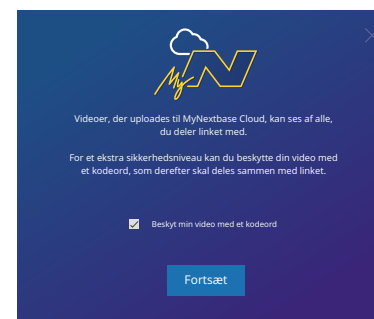 My N
Videoer, der uploades til MyNextbase Cloud, kan ses af alle,
du deler linket med.
For et ekstra sikkerhedsniveau kan du beskytte din video med
et kodeord, som derefter skal deles sammen med linket.
Beskyt min video med et kodeord
Fortsæt